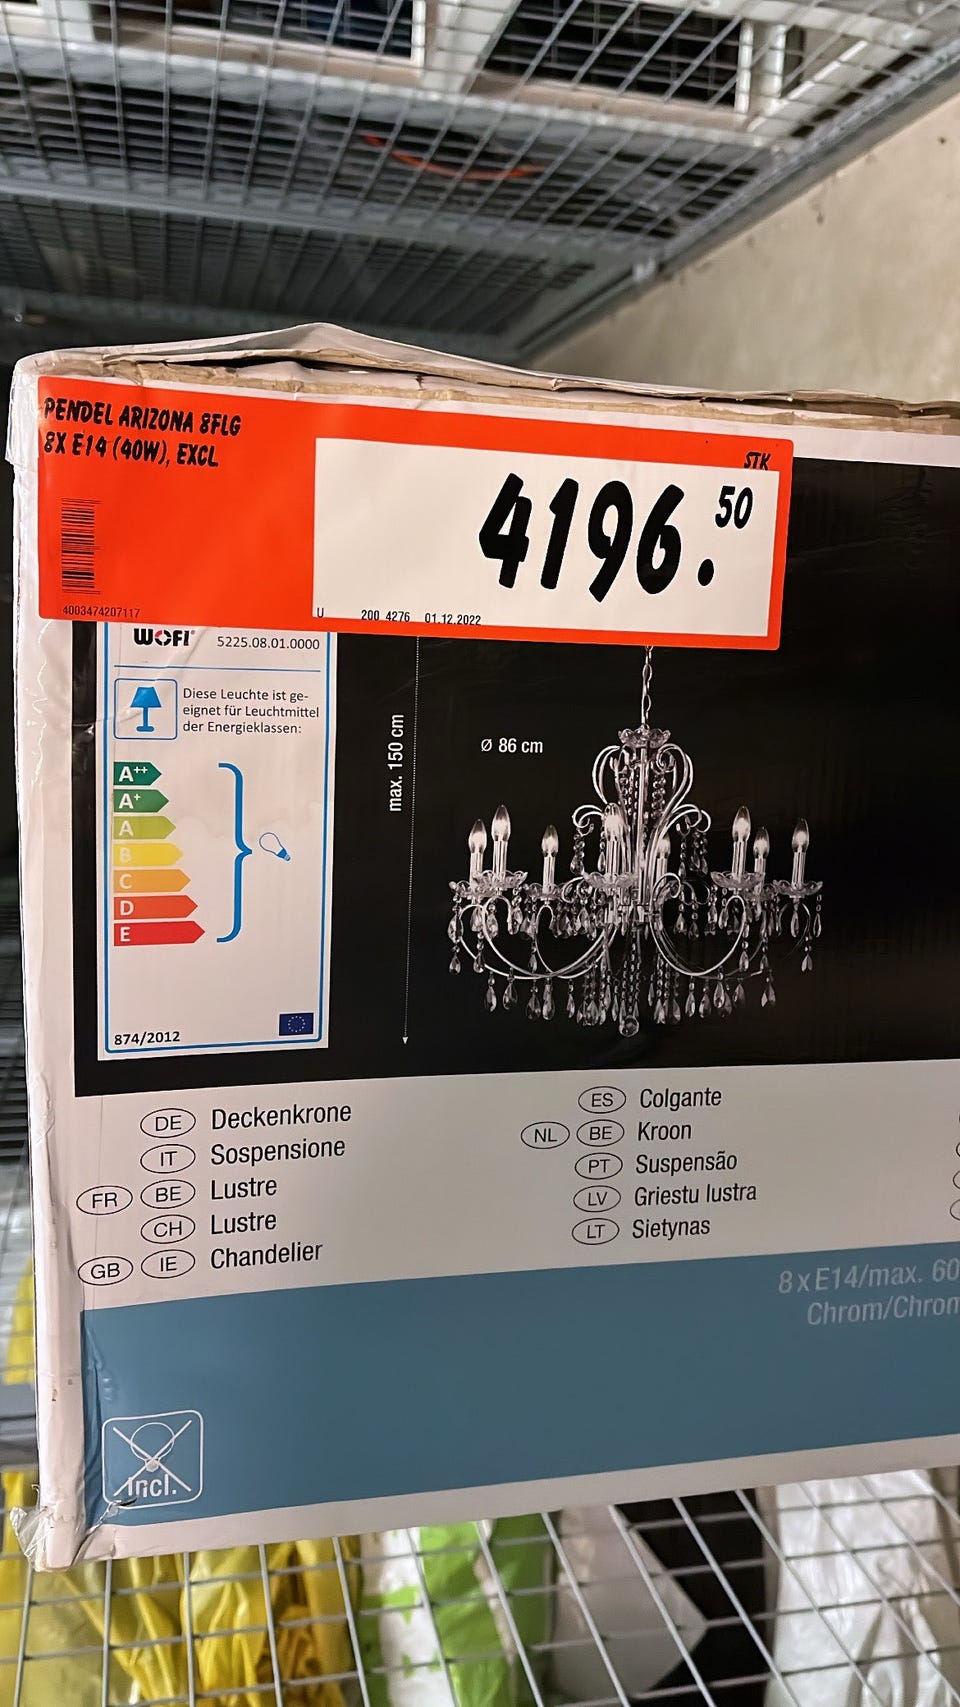 PENDEL ARIZONA 8FLG
8X E14 (40W), EXCL
STK
4196.50
4003474207117
U 200 4276 01.12.2022
WOFI
5225.08.01.0000
Diese Leuchte ist ge-
eignet für Leuchtmittel
der Energieklassen:
A++
A+
A
B
C
D
E
874/2012
max. 150 cm
Ø 86 cm
DE Deckenkrone
IT Sospensione
FR BE Lustre
CH Lustre
GB IE Chandelier
ES Colgante
NL BE Kroon
PT Suspensão
LV Griestu lustra
LT Sietynas
8xE14/max. 60
Chrom/Chrom
incl.